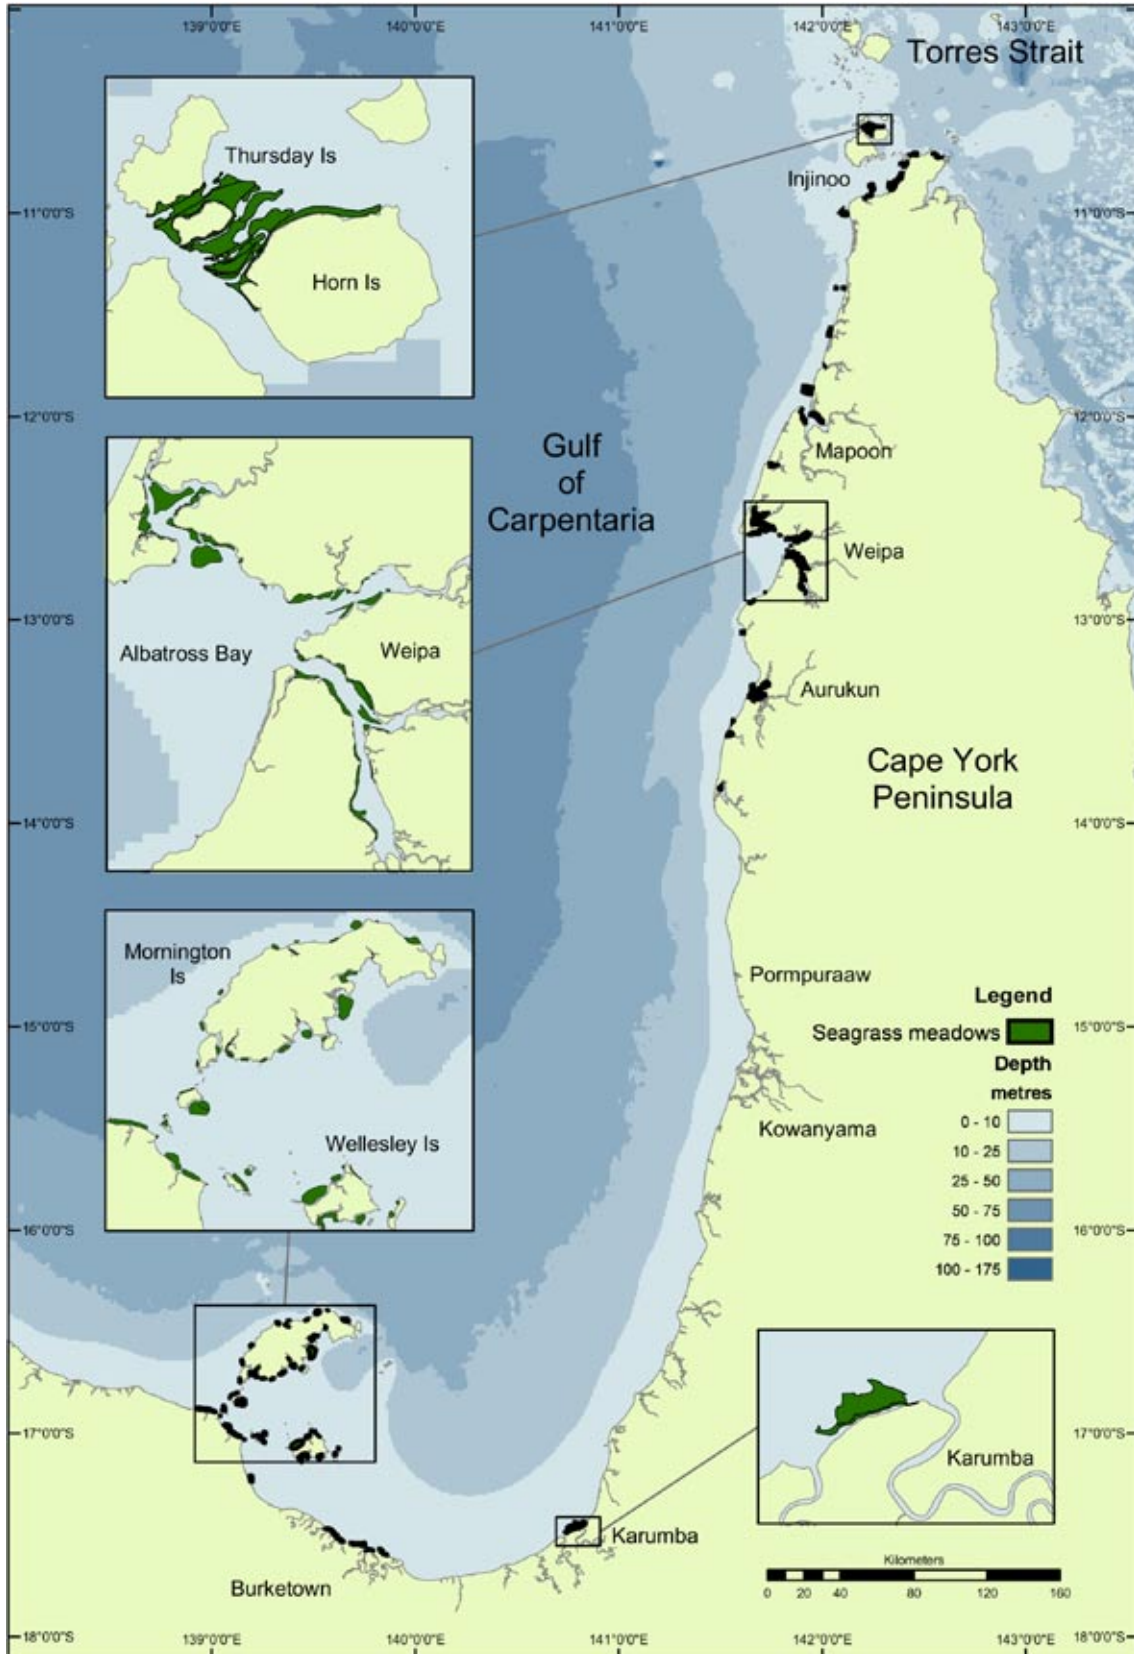 139°0'0"E
140°0'0"E
141°0'0"E
142°0'0"E
143°0'0"E
Torres Strait
Thursday Is
Horn Is
Injinoo
11°0'0"S
11°0'0"S
12°0'0"S
12°0'0"S
Gulf
of
Carpentaria
Mapoon
Weipa
Albatross Bay
Weipa
13°0'0"S
13°0'0"S
Aurukun
Cape York
Peninsula
14°0'0"S
14°0'0"S
Mornington
Is
Wellesley Is
Pormpuraaw
15°0'0"S
15°0'0"S
Kowanyama
Legend
Seagrass meadows
Depth
metres
0 - 10
10 - 25
25 - 50
50 - 75
75 - 100
100 - 175
16°0'0"S
16°0'0"S
17°0'0"S
17°0'0"S
Karumba
Karumba
Burketown
Kilometers
0 10 20 30 40 80 120 160
18°0'0"S
18°0'0"S
139°0'0"E
140°0'0"E
141°0'0"E
142°0'0"E
143°0'0"E